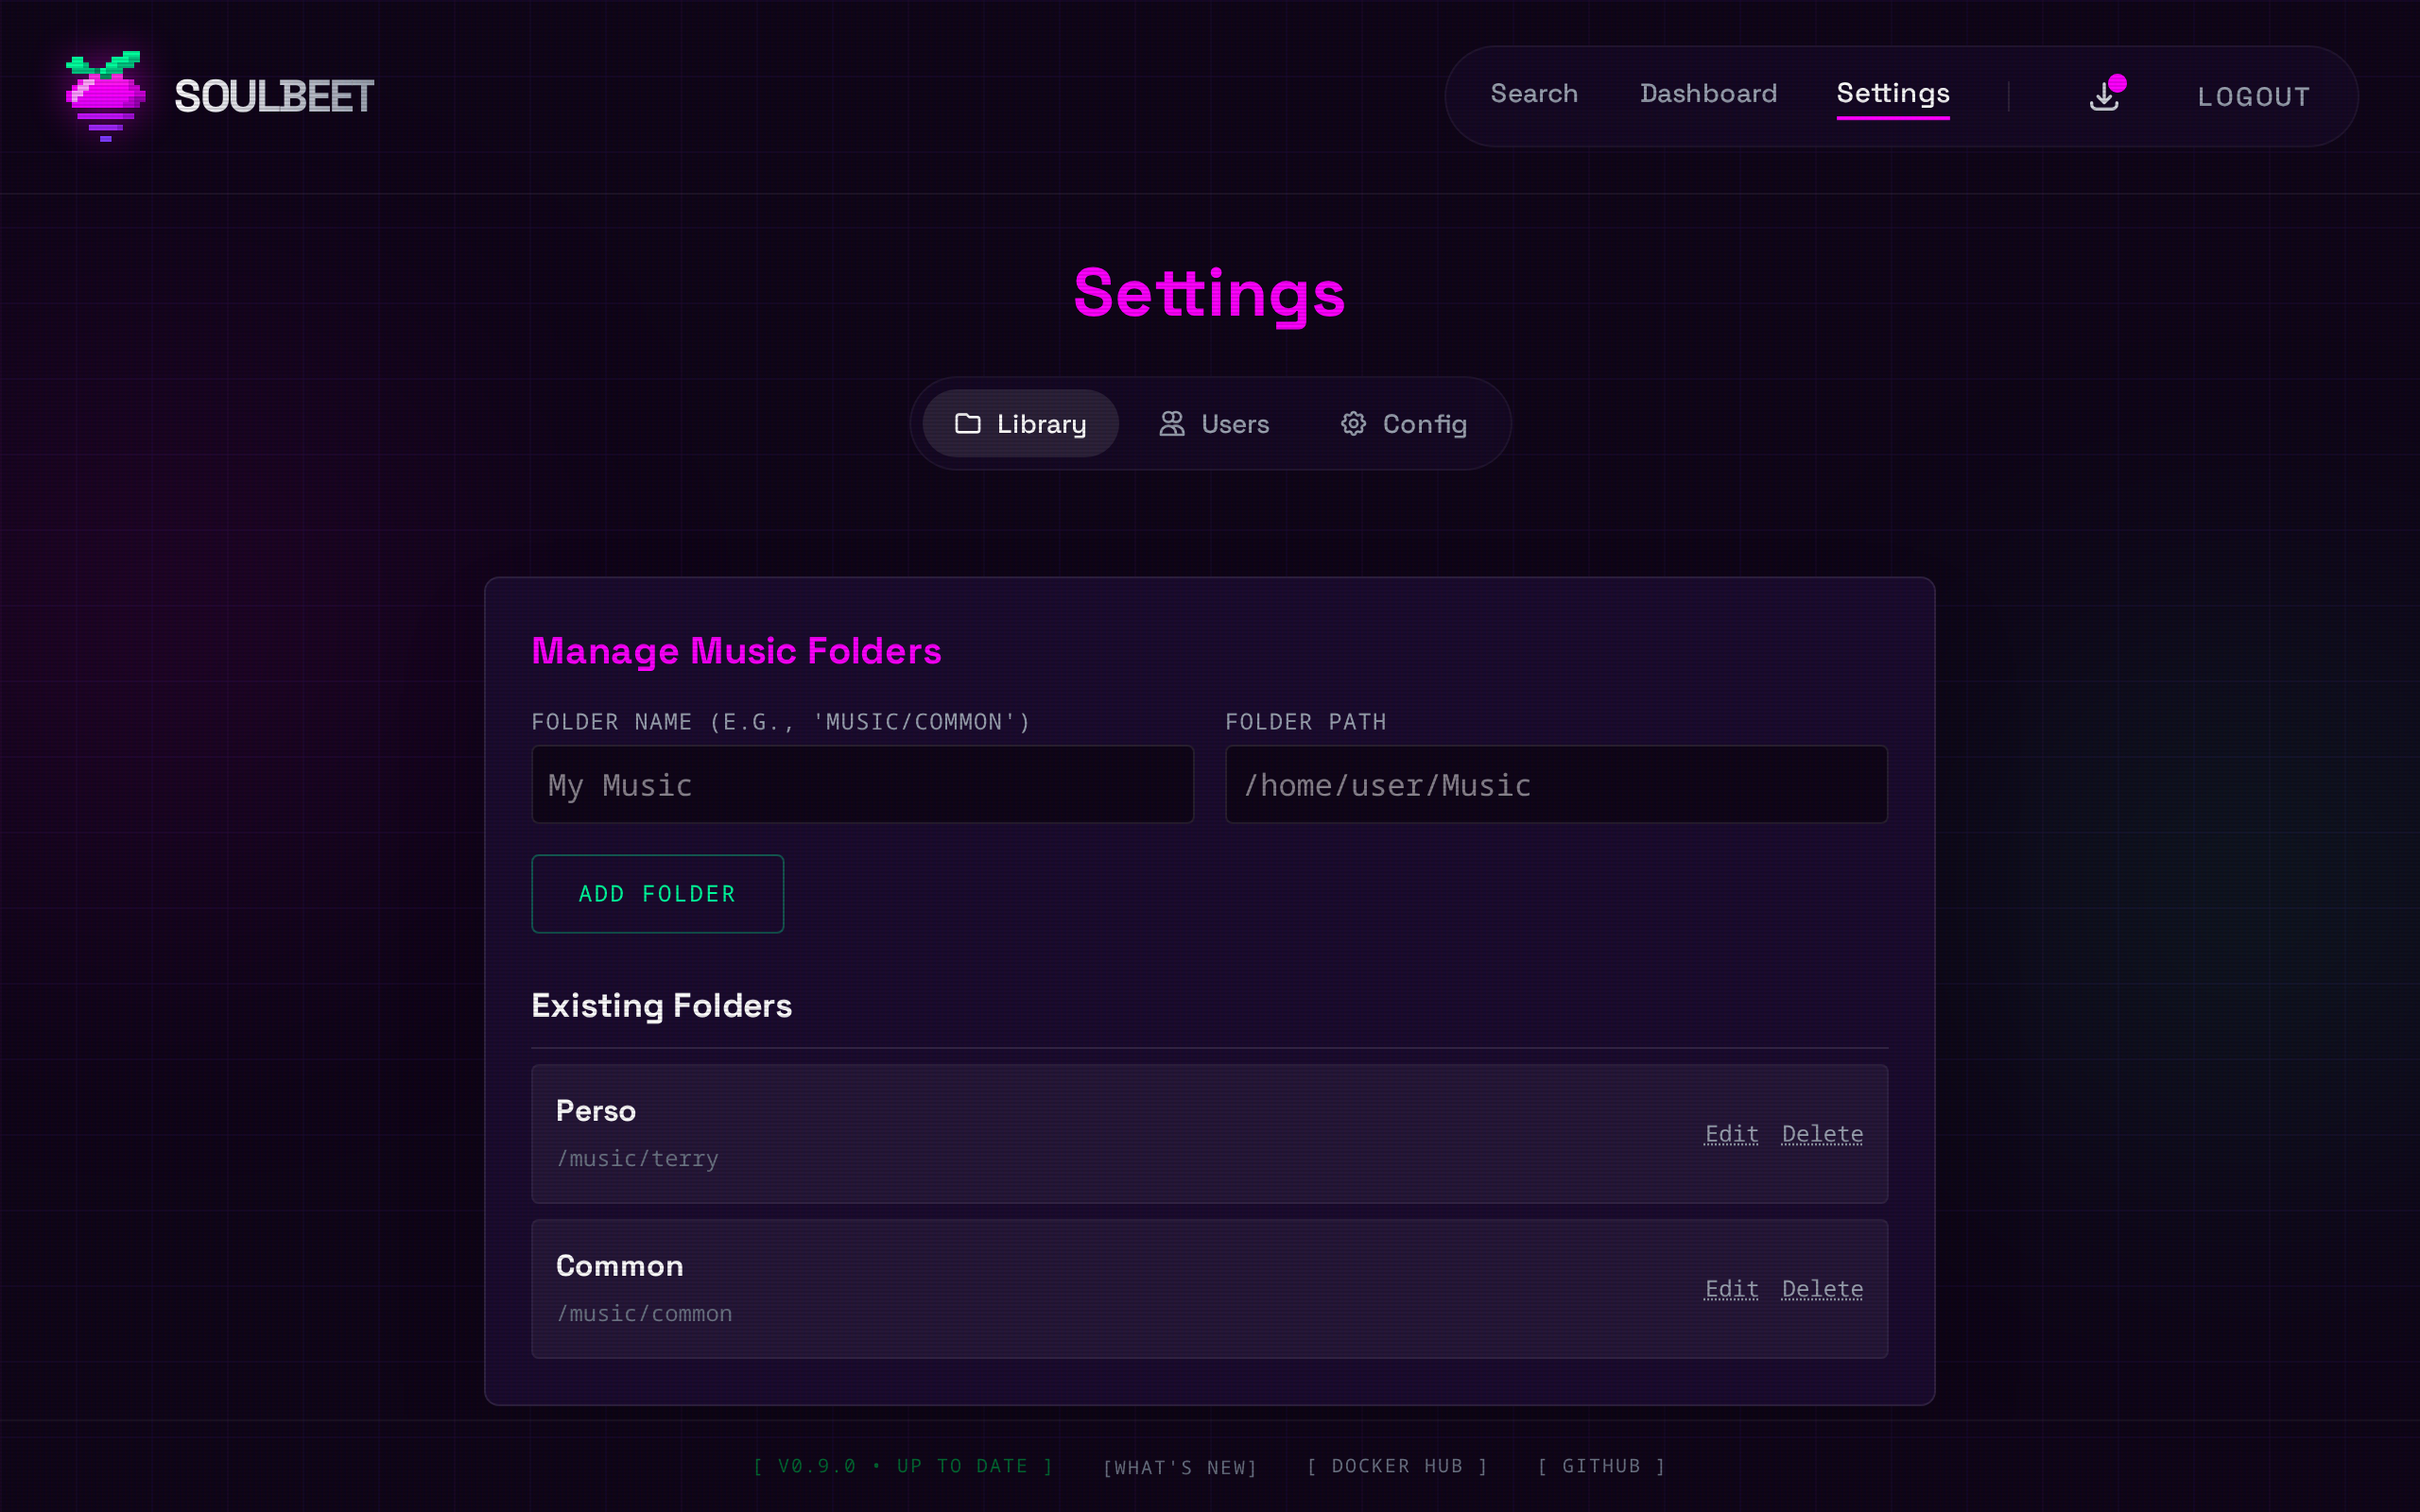 SOULBEET
Search Dashboard Settings LOGOUT
Settings
Library Users Config
Manage Music Folders
FOLDER NAME (E.G., 'MUSIC/COMMON') FOLDER PATH
My Music /home/user/Music
ADD FOLDER
Existing Folders
Perso
/music/terry
Edit Delete
Common
/music/common
Edit Delete
[ V0.9.0 • UP TO DATE ] [WHAT'S NEW] [ DOCKER HUB ] [ GITHUB ]